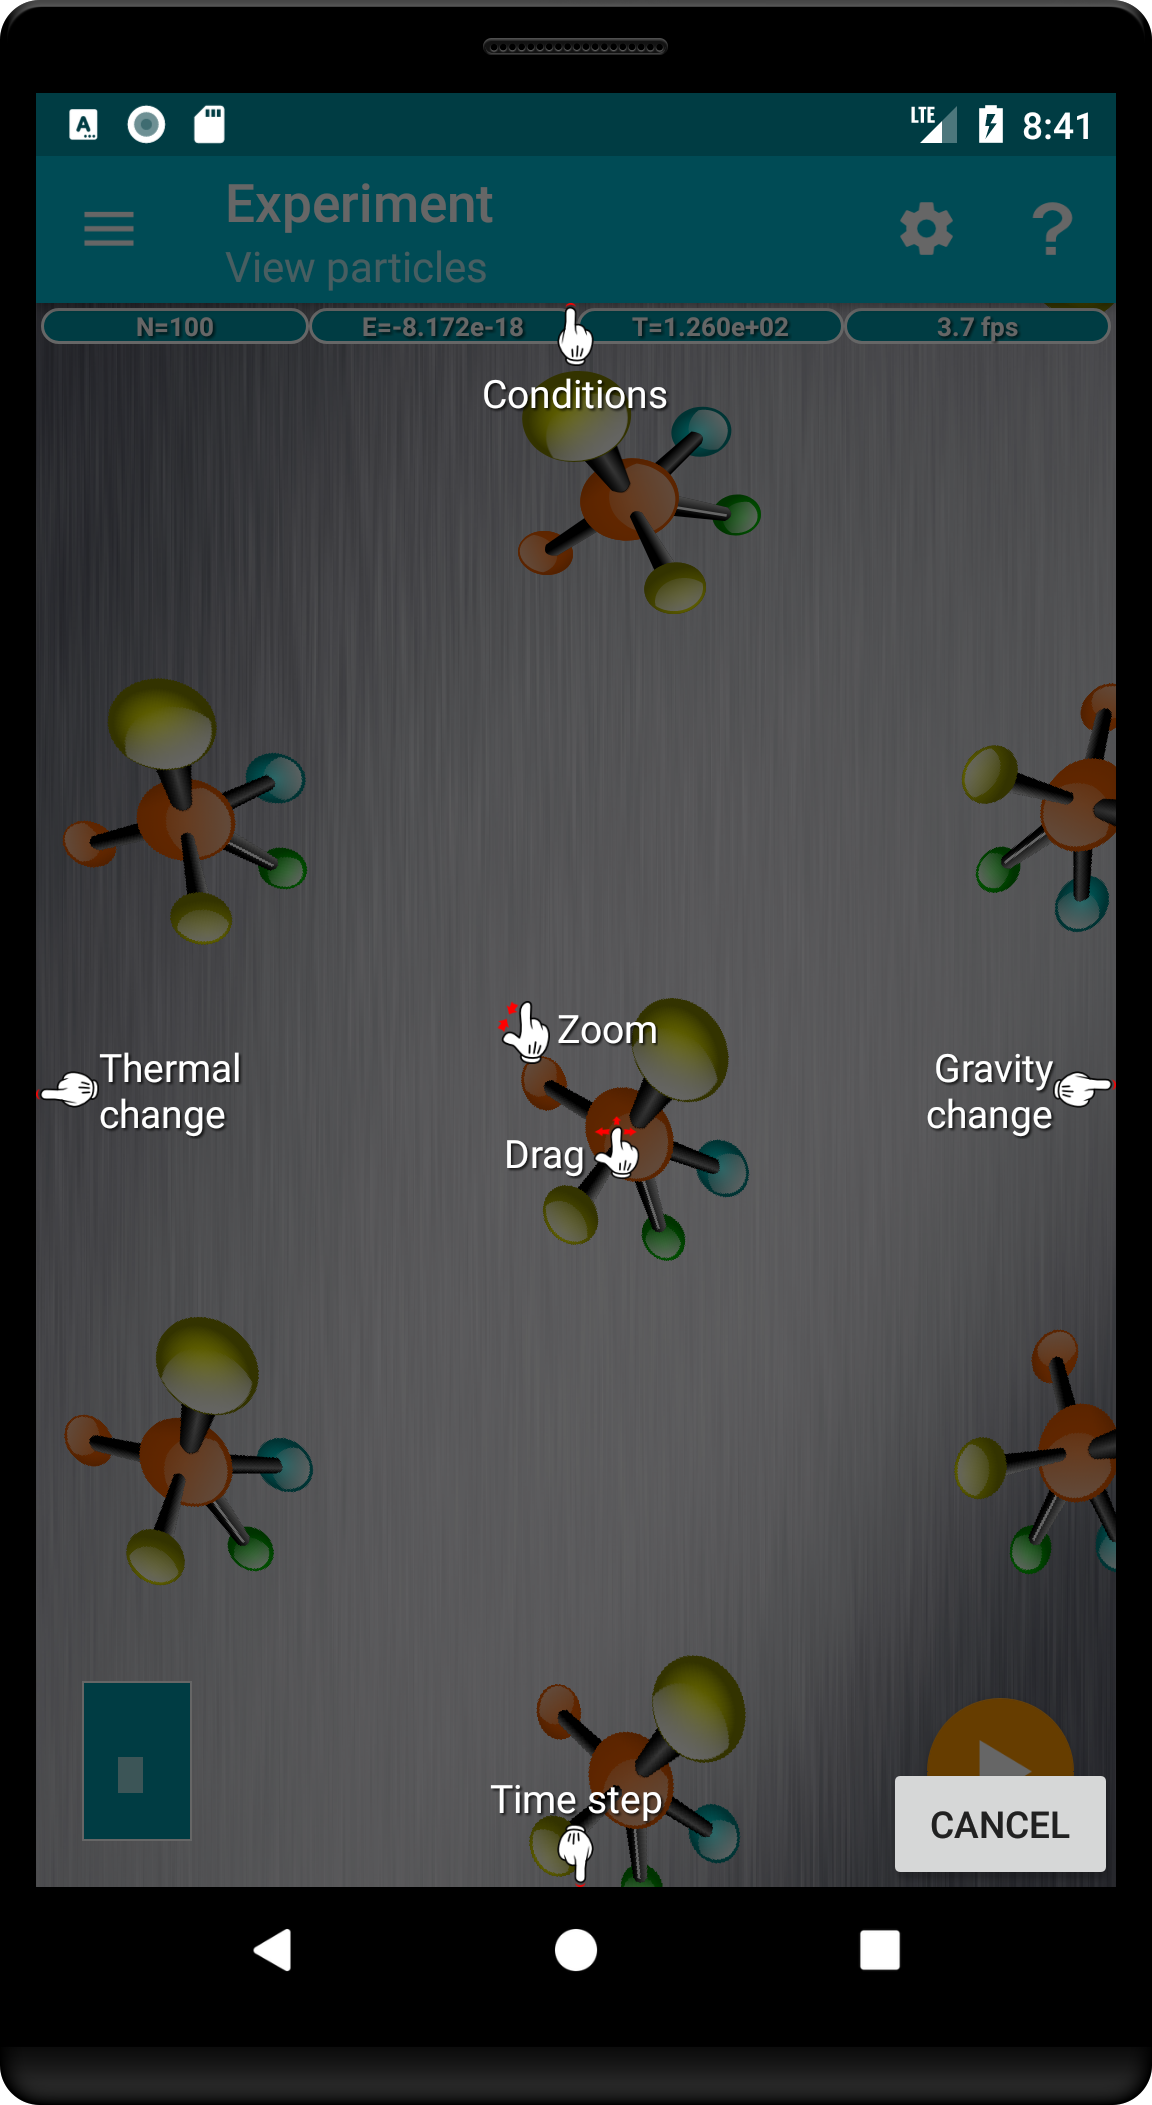 LTE 8:41
Experiment
View particles
N=100 E=-8.172e-18 T=1.260e+02 3.7 fps
Conditions
Zoom
Thermal
change
Gravity
change
Drag
Time step
CANCEL